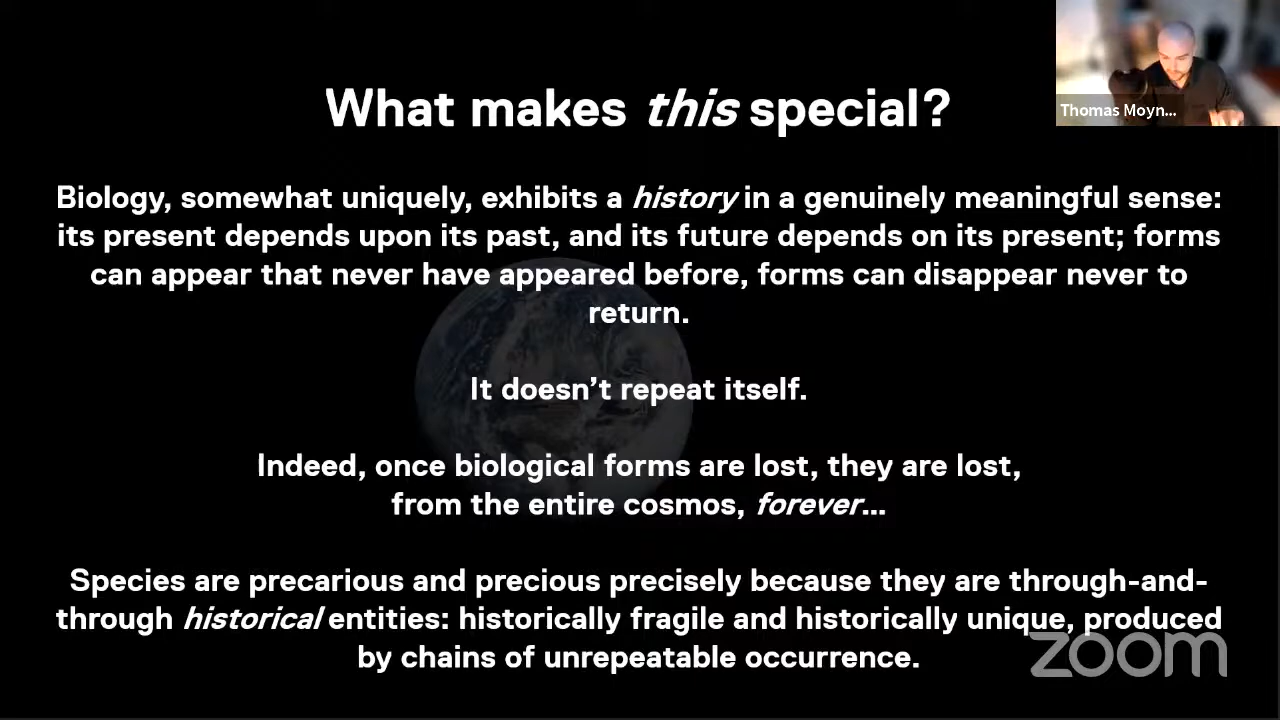 What makes this special?
Thomas Moyn...
Biology, somewhat uniquely, exhibits a history in a genuinely meaningful sense:
its present depends upon its past, and its future depends on its present; forms
can appear that never have appeared before, forms can disappear never to
return.
It doesn’t repeat itself.
Indeed, once biological forms are lost, they are lost,
from the entire cosmos, forever...
Species are precarious and precious precisely because they are through-and-
through historical entities: historically fragile and historically unique, produced
by chains of unrepeatable occurrence.
zoom